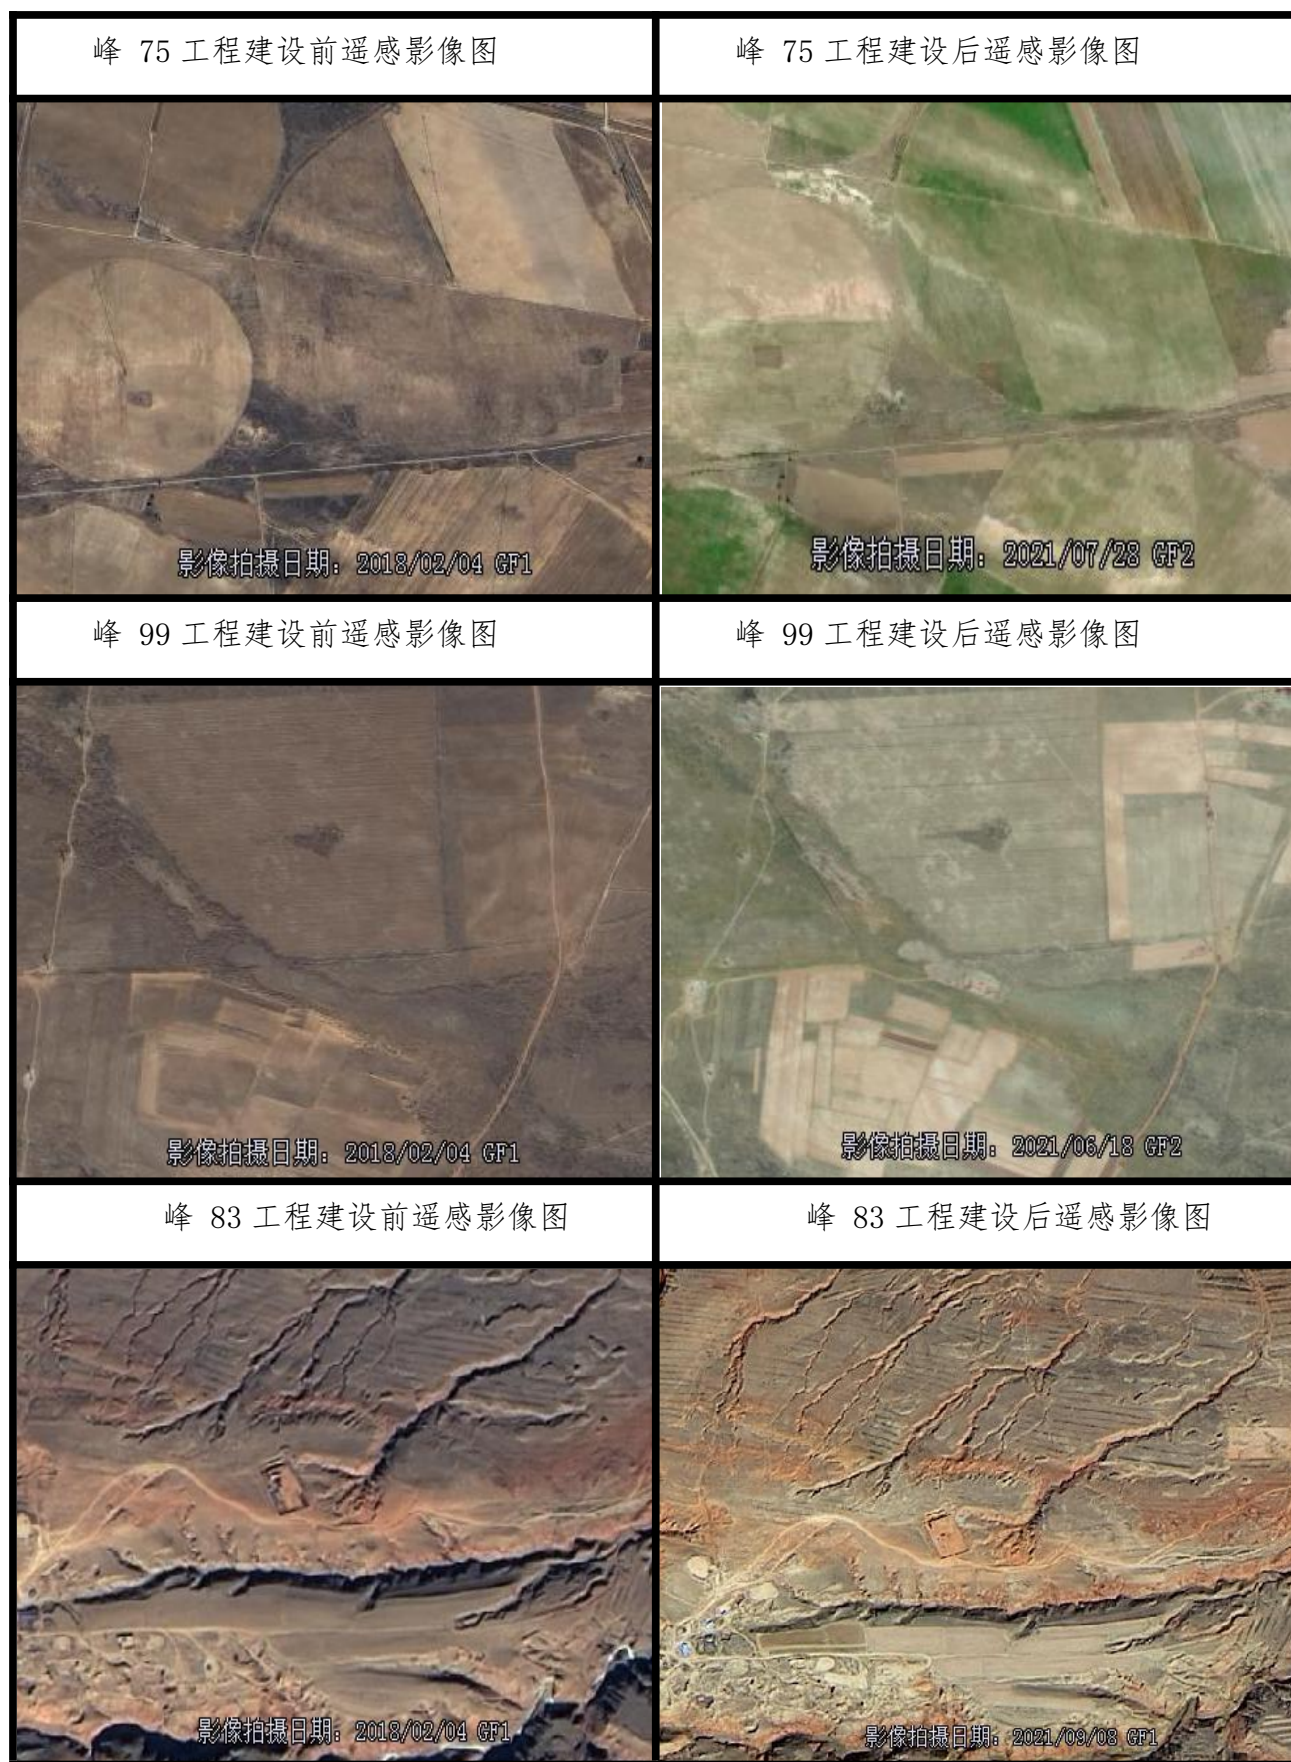 峰 75 工程建设前遥感影像图
峰 75 工程建设后遥感影像图
影像拍摄日期: 2018/02/04 GF1
影像拍摄日期: 2021/07/28 GF2
峰 99 工程建设前遥感影像图
峰 99 工程建设后遥感影像图
影像拍摄日期: 2018/02/04 GF1
影像拍摄日期: 2021/06/18 GF2
峰 83 工程建设前遥感影像图
峰 83 工程建设后遥感影像图
影像拍摄日期: 2018/02/04 GF1
影像拍摄日期: 2021/09/08 GF1